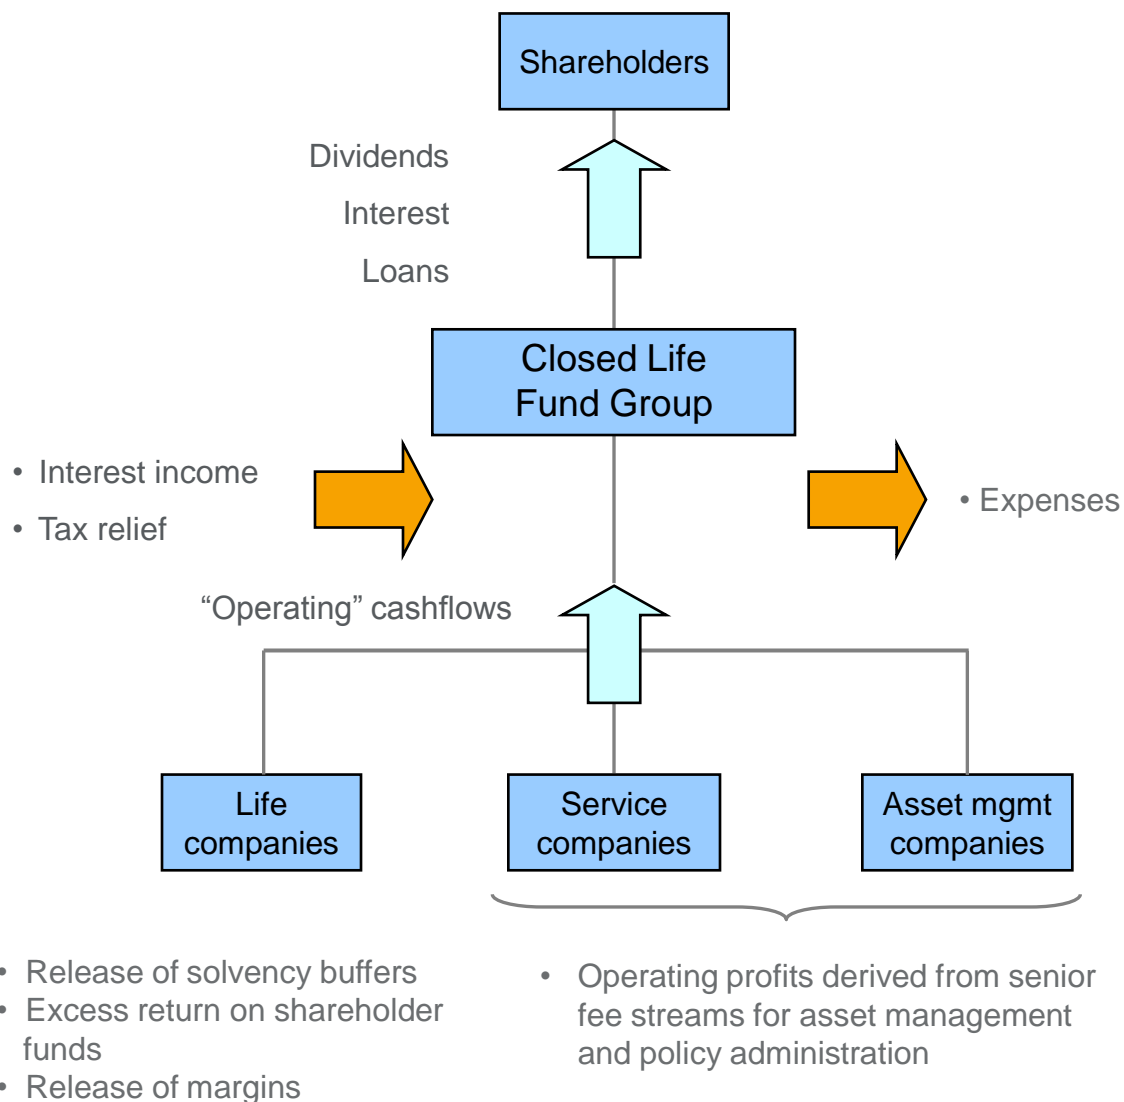 Shareholders
Dividends
Interest
Loans
Closed Life
Fund Group
• Interest income
• Tax relief
• Expenses
“Operating” cashflows
Life
companies
Service
companies
Asset mgmt
companies
• Release of solvency buffers
• Excess return on shareholder
funds
• Release of margins
• Operating profits derived from senior
fee streams for asset management
and policy administration